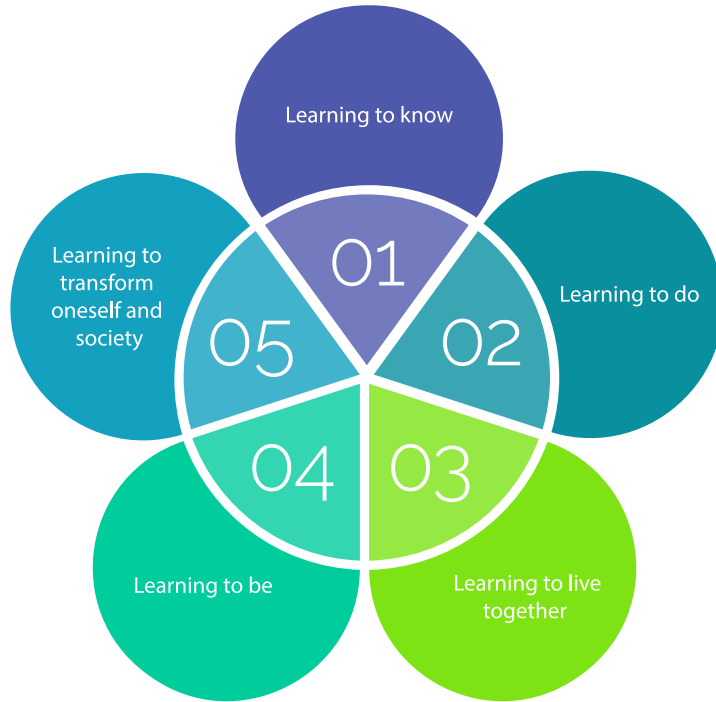 Learning to know
01
Learning to do
02
Learning to live
together
03
Learning to be
04
Learning to
transform
oneself and
society
05